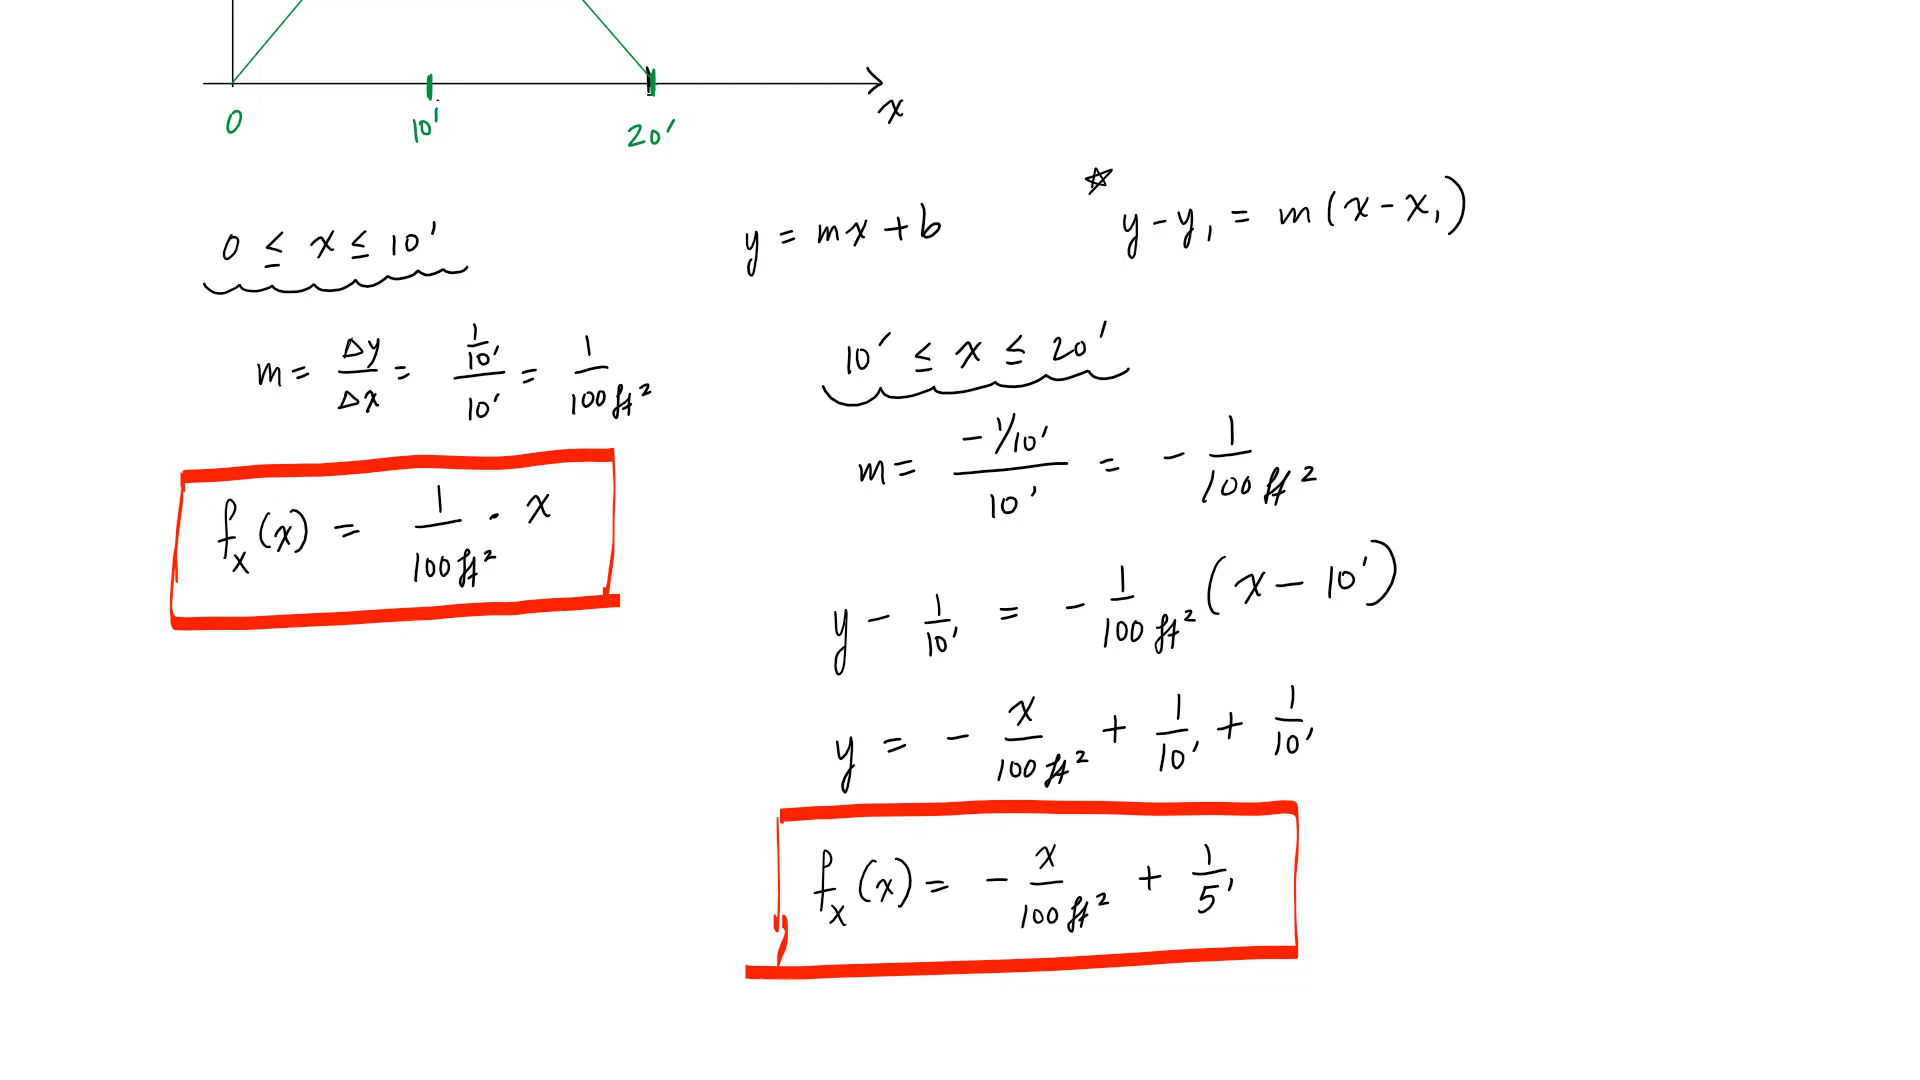 0 10' 20' x
0 ≤ x ≤ 10'
m = Δy/Δx = (1/10')/10' = 1/100 ft²
f_x(x) = 1/100 ft² · x
y = mx + b
☆ y - y₁ = m(x - x₁)
10' ≤ x ≤ 20'
m = (-1/10')/10' = - 1/100 ft²
y - 1/10' = - 1/100 ft² (x - 10')
y = - x/100 ft² + 1/10' + 1/10'
f_x(x) = - x/100 ft² + 1/5'